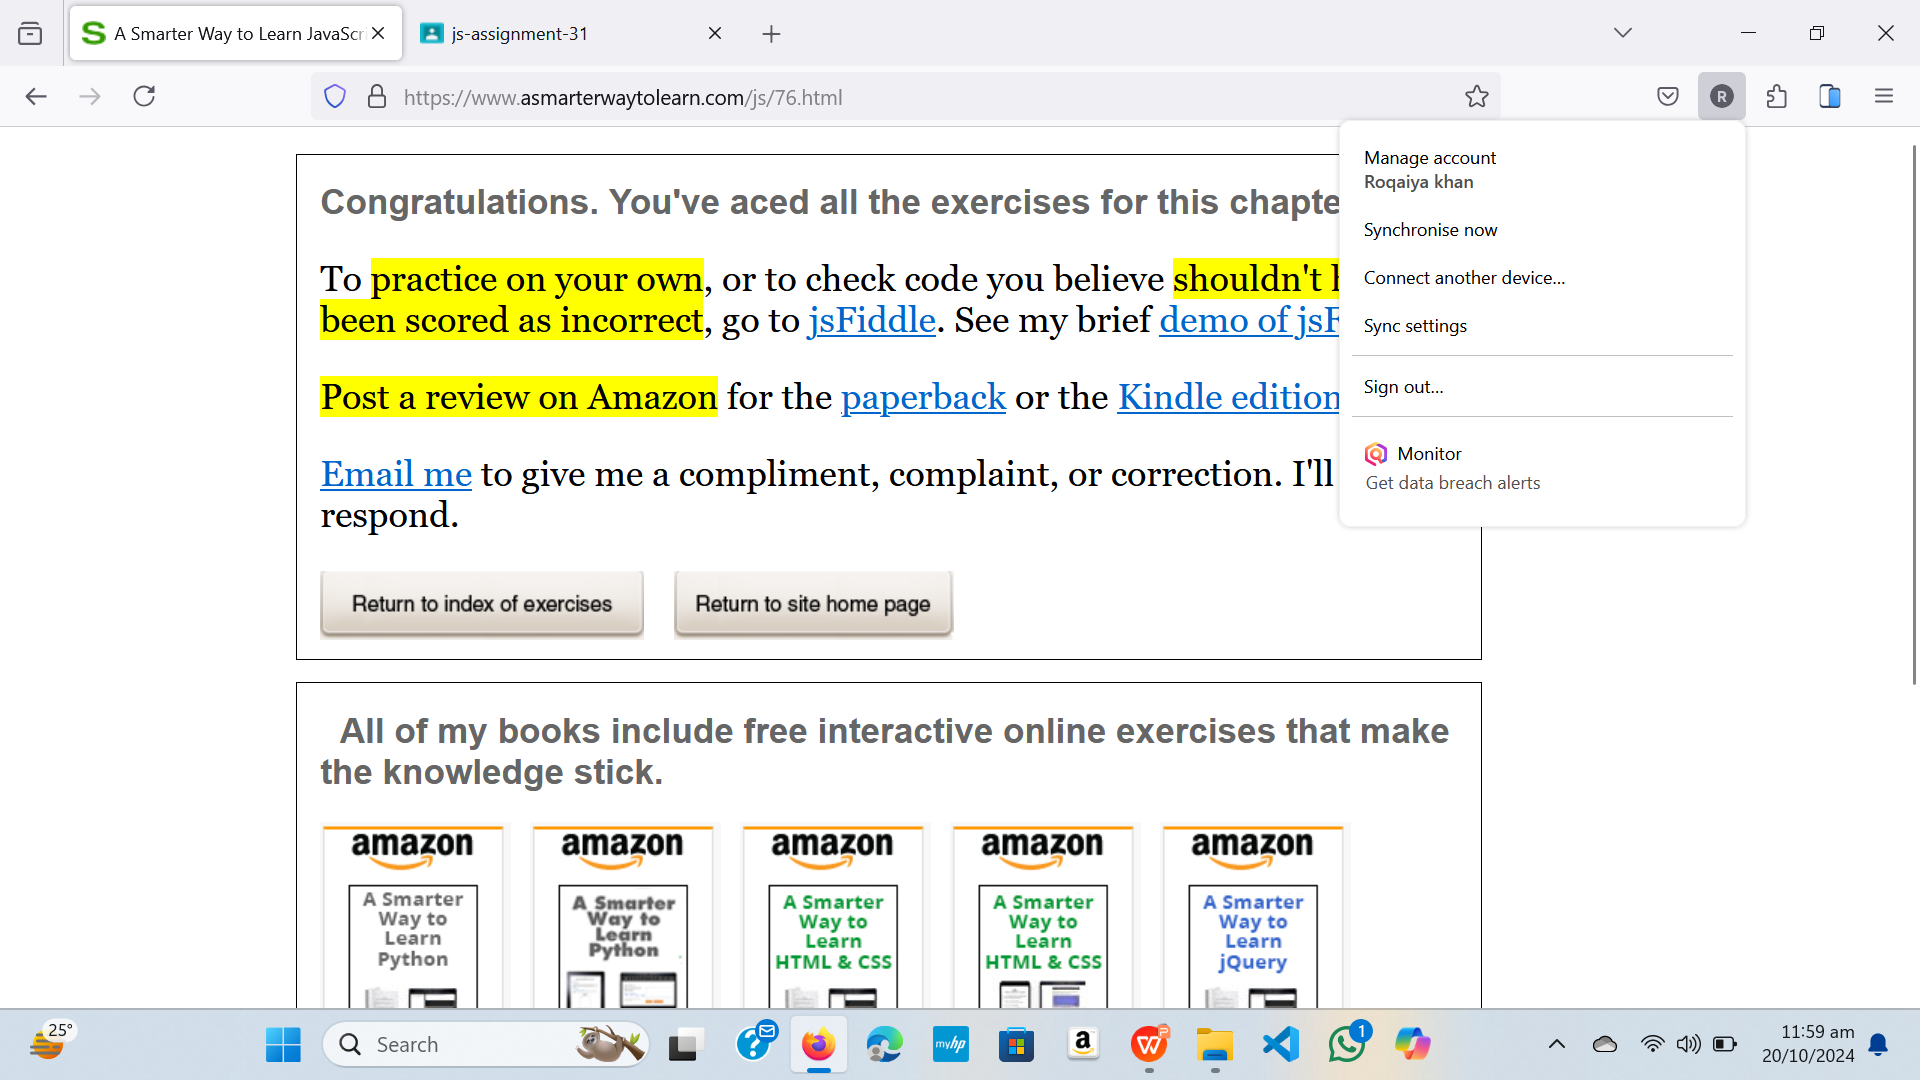 A Smarter Way to Learn JavaScri
js-assignment-31
https://www.asmarterwaytolearn.com/js/76.html
R
Manage account
Roqaiya khan
Synchronise now
Connect another device...
Sync settings
Sign out...
Monitor
Get data breach alerts
Congratulations. You've aced all the exercises for this chapte
To practice on your own, or to check code you believe shouldn't
been scored as incorrect, go to jsFiddle. See my brief demo of jsF
Post a review on Amazon for the paperback or the Kindle edition
Email me to give me a compliment, complaint, or correction. I'll
respond.
Return to index of exercises
Return to site home page
All of my books include free interactive online exercises that make
the knowledge stick.
amazon
A Smarter
Way to
Learn
Python
amazon
A Smarter
Way to
Learn
Python
amazon
A Smarter
Way to
Learn
HTML & CSS
amazon
A Smarter
Way to
Learn
HTML & CSS
amazon
A Smarter
Way to
Learn
jQuery
25°
Search
myhp
a
W
P
1
11:59 am
20/10/2024